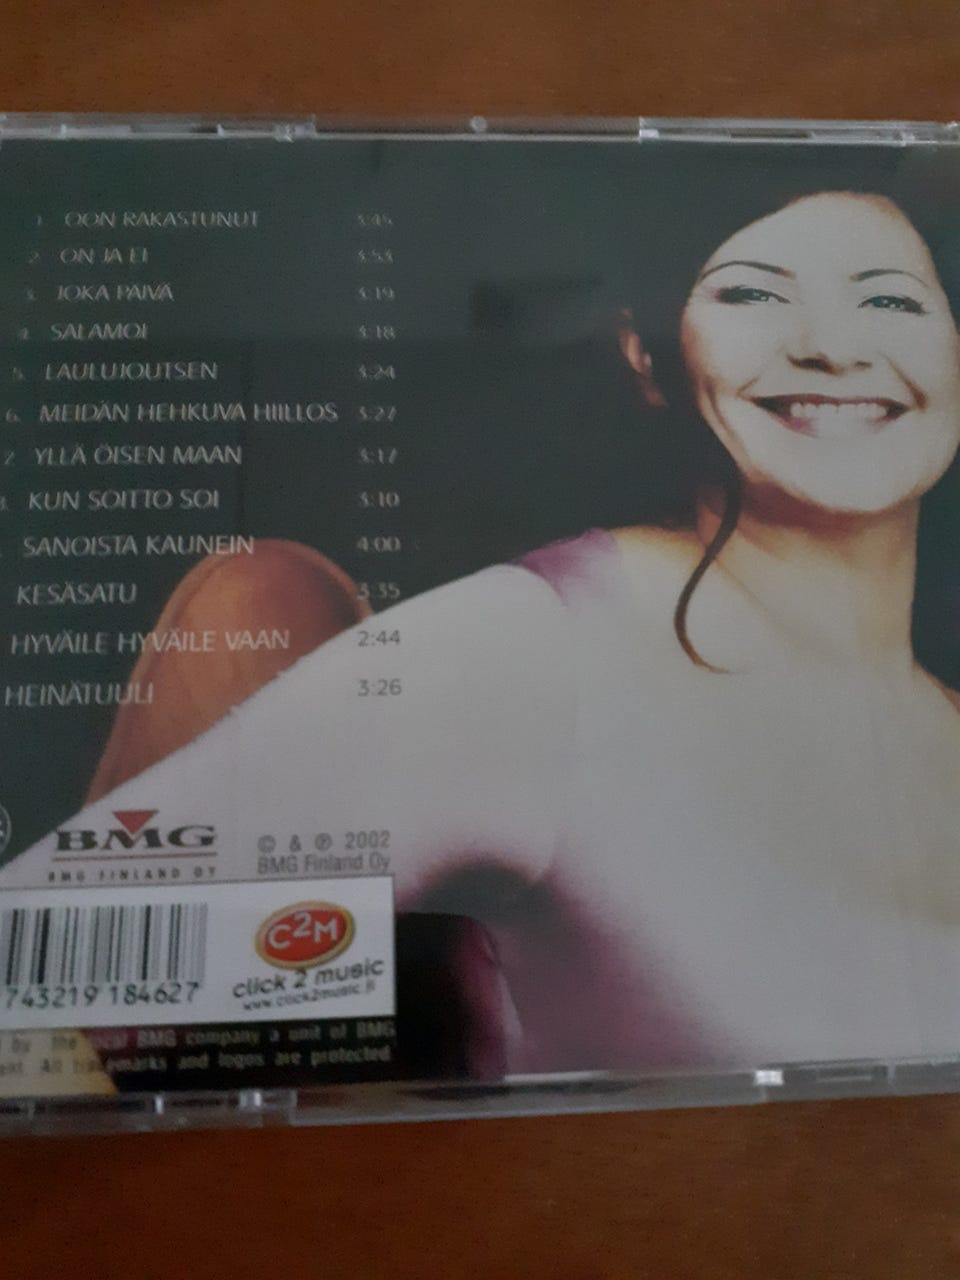 1. OON RAKASTUNUT 3:45
2. ON JA EI 3:53
3. JOKA PÄIVÄ 3:19
4. SALAMOI 3:18
5. LAULUJOUTSEN 3:24
6. MEIDÄN HEHKUVA HIILLOS 3:27
7 YLLÄ ÖISEN MAAN 3:17
8. KUN SOITTO SOI 3:10
SANOISTA KAUNEIN 4:00
KESÄSATU 3:35
HYVÄILE HYVÄILE VAAN 2:44
HEINÄTUULI 3:26
BMG
BMG FINLAND OY
© & ℗ 2002
BMG Finland Oy
C2M
click 2 music
www.click2music.fi
743219 184627
by the local BMG company a unit of BMG
All trademarks and logos are protected